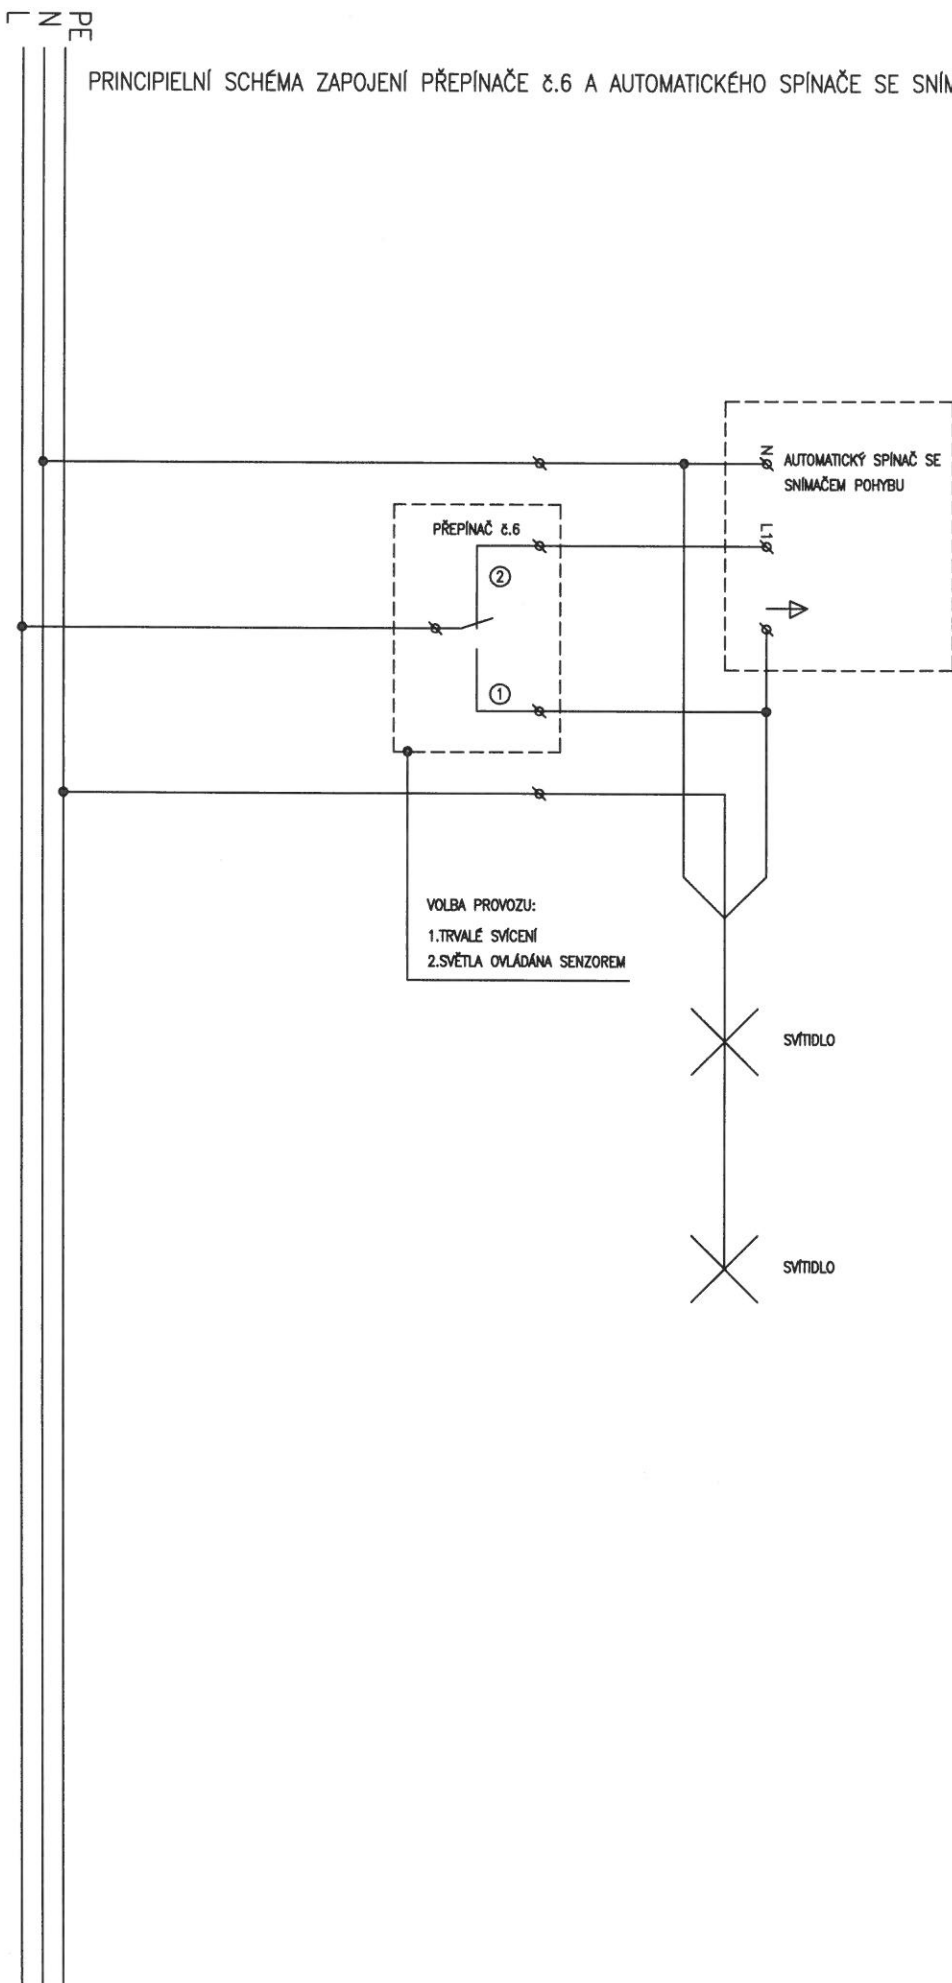 PE
N
L
PRINCIPIELNÍ SCHÉMA ZAPOJENÍ PŘEPÍNAČE č.6 A AUTOMATICKÉHO SPÍNAČE SE
N
AUTOMATICKÝ SPÍNAČ SE
SNÍMAČEM POHYBU
PŘEPÍNAČ č.6
L1
2
1
VOLBA PROVOZU:
1.TRVALÉ SVÍCENÍ
2.SVĚTLA OVLÁDÁNA SENZOREM
SVÍTIDLO
SVÍTIDLO